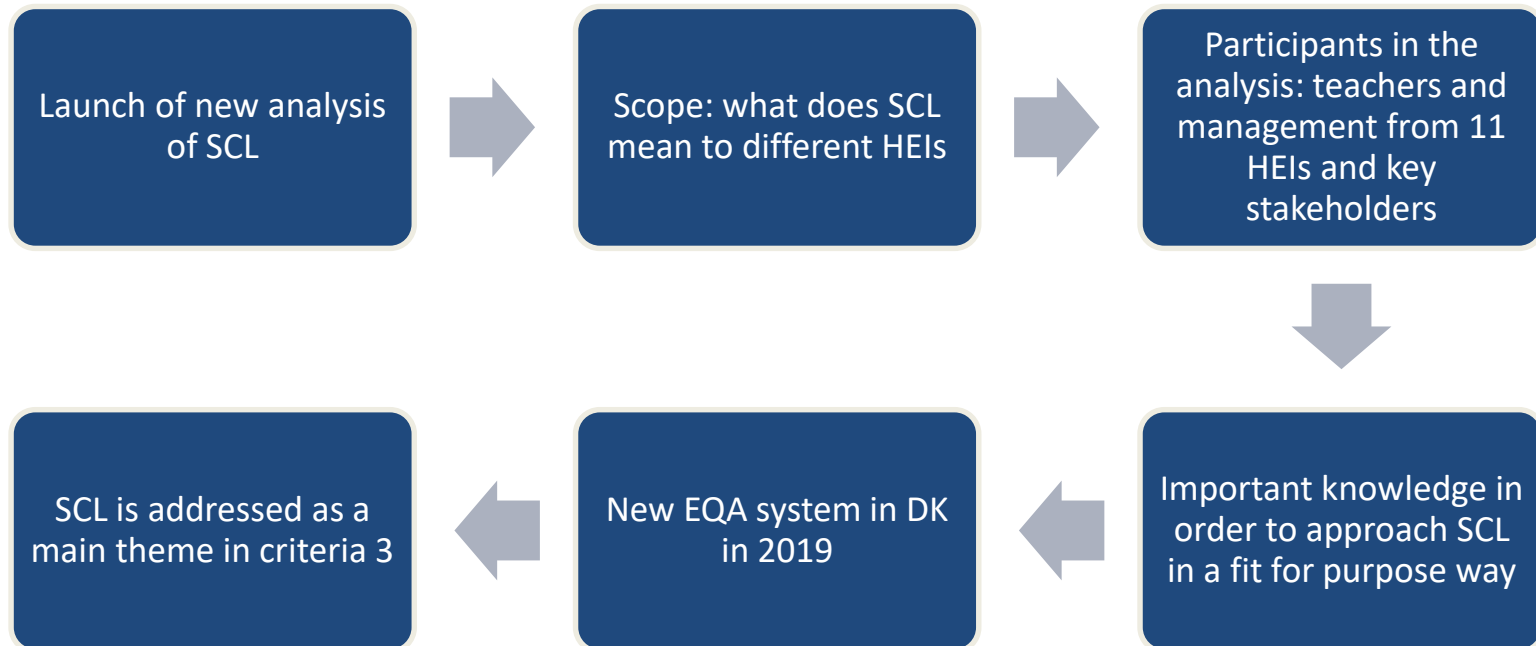 Launch of new analysis
of SCL
Scope: what does SCL
mean to different HEIs
Participants in the
analysis: teachers and
management from 11
HEIs and key
stakeholders
Important knowledge in
order to approach SCL
in a fit for purpose way
New EQA system in DK
in 2019
SCL is addressed as a
main theme in criteria 3